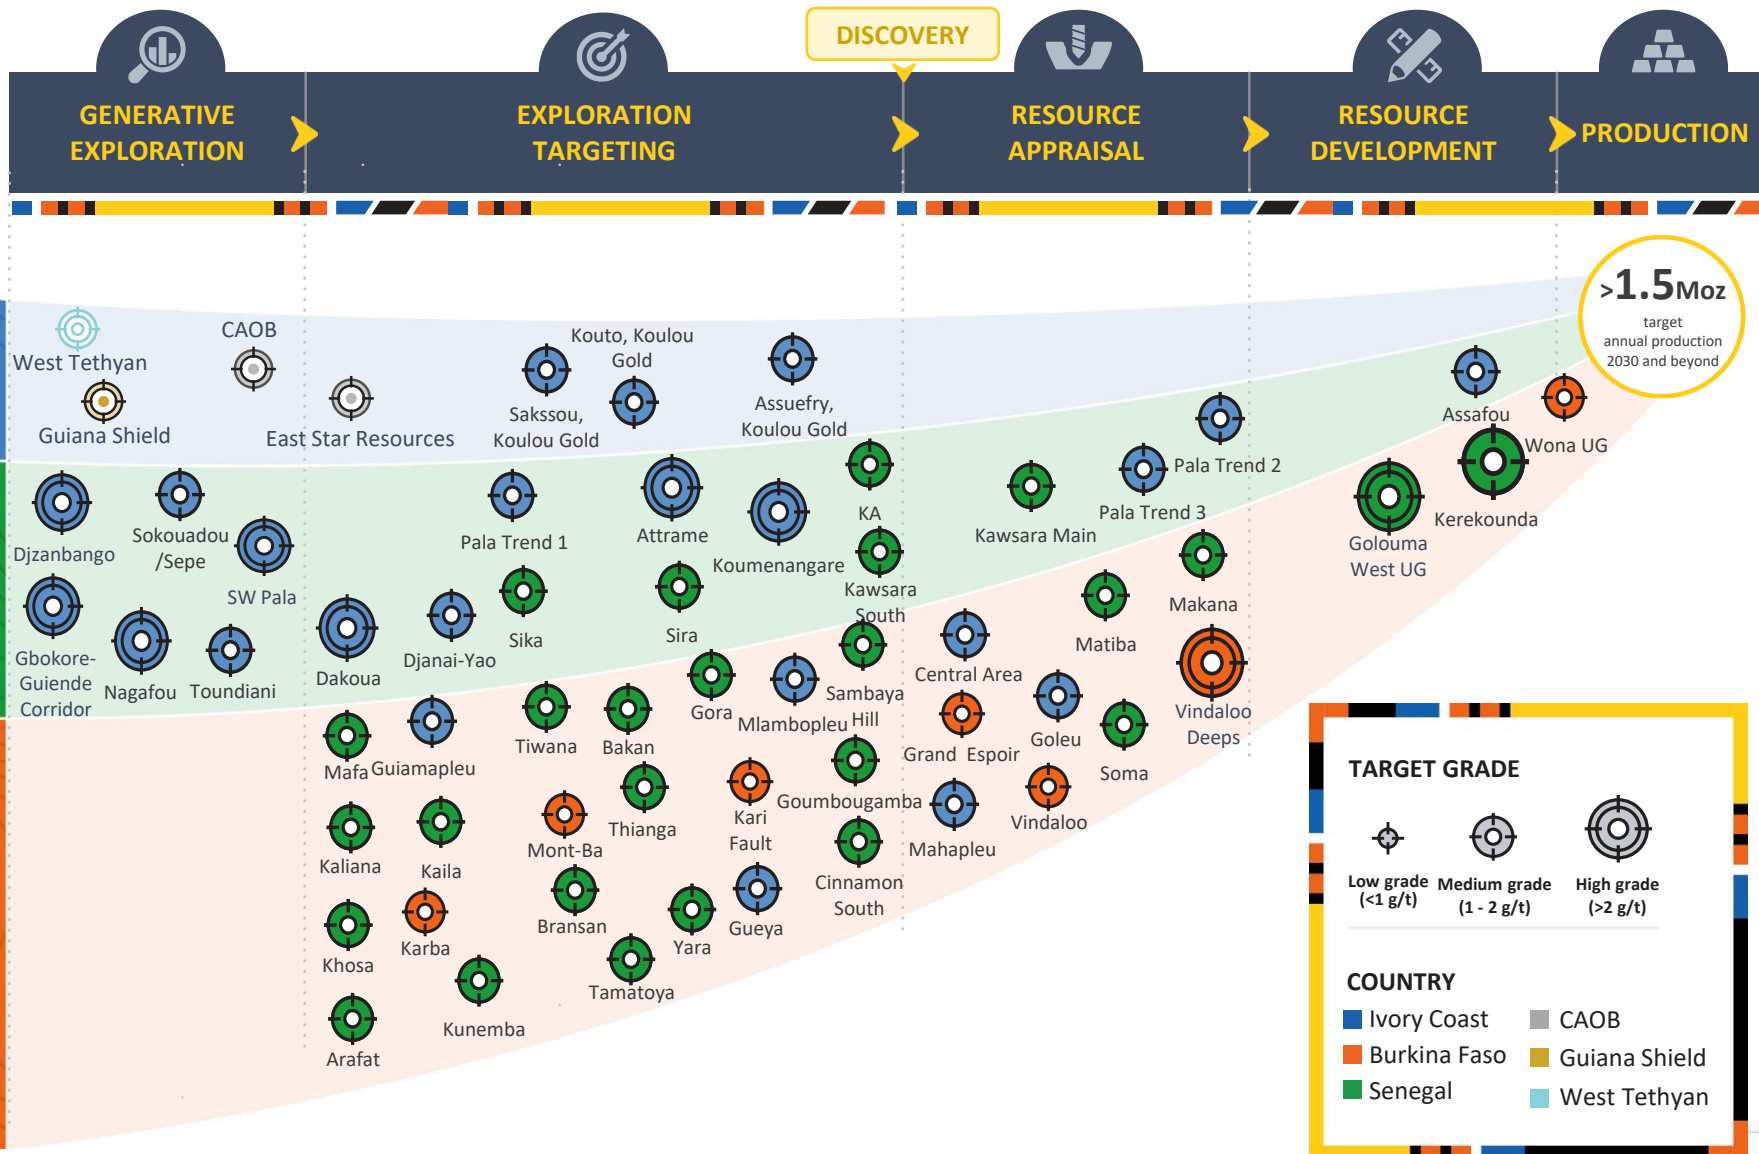 DISCOVERY
GENERATIVE
EXPLORATION
EXPLORATION
TARGETING
RESOURCE
APPRAISAL
RESOURCE
DEVELOPMENT
PRODUCTION
>1.5Moz
target
annual production
2030 and beyond
West Tethyan
CAOB
Guiana Shield
East Star Resources
Sakssou,
Koulou Gold
Kouto, Koulou
Gold
Assuefry,
Koulou Gold
Assafou
Wona UG
Djzanbango
Sokouadou
/Sepe
SW Pala
Gbokore-
Guiende
Corridor
Nagafou
Toundiani
Dakoua
Djanai-Yao
Pala Trend 1
Sika
Attrame
Sira
Koumenangare
KA
Kawsara
South
Kawsara Main
Pala Trend 3
Pala Trend 2
Golouma
West UG
Kerekounda
Mafa
Guiamapleu
Tiwana
Bakan
Gora
Mlambopleu
Sambaya
Hill
Central Area
Matiba
Makana
Kaliana
Kaila
Mont-Ba
Thianga
Kari
Fault
Goumbougamba
Grand Espoir
Goleu
Soma
Vindaloo
Deeps
Khosa
Karba
Bransan
Yara
Gueya
Cinnamon
South
Mahapleu
Vindaloo
Arafat
Kunemba
Tamatoya
TARGET GRADE
Low grade
(<1 g/t)
Medium grade
(1 - 2 g/t)
High grade
(>2 g/t)
COUNTRY
Ivory Coast
Burkina Faso
Senegal
CAOB
Guiana Shield
West Tethyan